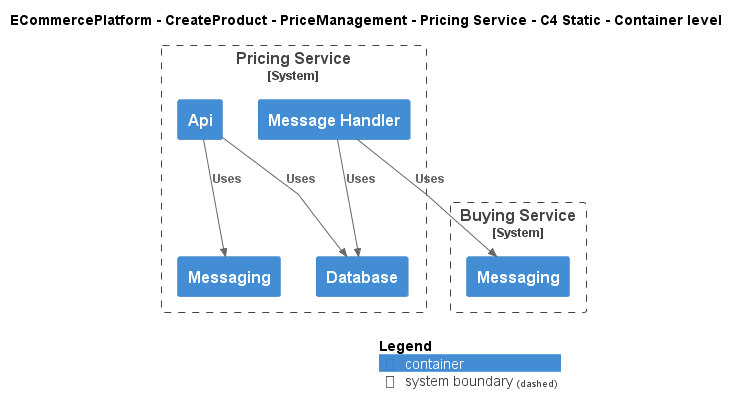 ECommercePlatform - CreateProduct - PriceManagement - Pricing Service - C4 Static - Container level
Pricing Service
[System]
Api
Message Handler
Uses
Uses
Uses
Uses
Buying Service
[System]
Messaging
Database
Messaging
Legend
container
system boundary (dashed)